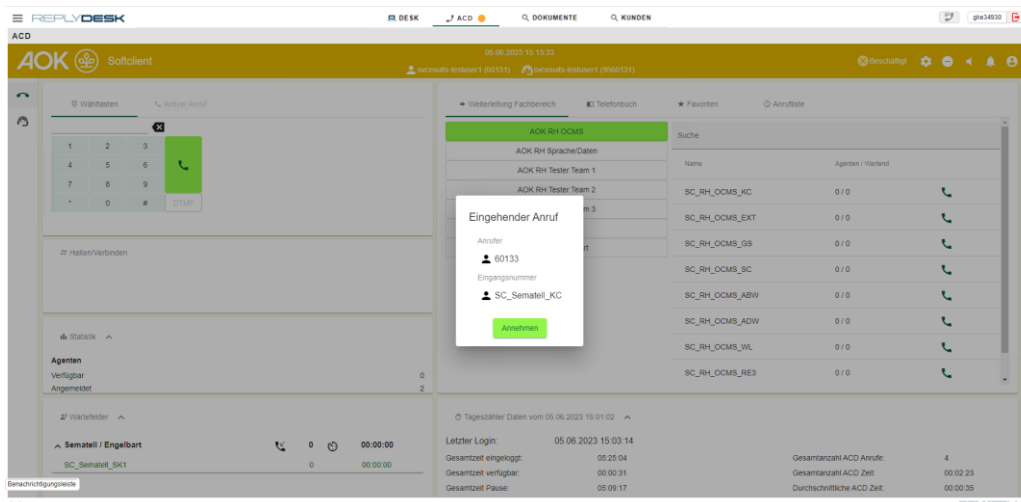 REPLYDESK DESK ACD DOKUMENTE KUNDEN
ACD
AOK Softclient
05.06.2023 15:13:33
(60131) (9560131)
Beschäftigt
Wähltasten Aktiver Anruf
1 2 3
4 5 6
7 8 9
* 0 # DTMF
Halten/Verbinden
Statistik
Agenten
Verfügbar 0
Angemeldet 2
Wartefelder
Sematell / Engelbart 0 00:00:00
SC_Sematell_SK1 0 00:00:00
Benachrichtigungsleiste
Weiterleitung Fachbereich Telefonbuch Favoriten Anrufliste
AOK RH OCMS
AOK RH Sprache/Daten
AOK RH Tester Team 1
AOK RH Tester Team 2
m 3
Suche
Name Agenten / Wartend
SC_RH_OCMS_KC 0 / 0
SC_RH_OCMS_EXT 0 / 0
SC_RH_OCMS_GS 0 / 0
SC_RH_OCMS_SC 0 / 0
SC_RH_OCMS_ABW 0 / 0
SC_RH_OCMS_ADW 0 / 0
SC_RH_OCMS_WL 0 / 0
SC_RH_OCMS_RE3 0 / 0
Eingehender Anruf
Anrufer
60133
Eingangsnummer
SC_Sematell_KC
Annehmen
Tageszähler Daten vom 05.06.2023 15:01:02
Letzter Login: 05.06.2023 15:03:14
Gesamtzeit eingeloggt: 05:25:04 Gesamtanzahl ACD Anrufe: 4
Gesamtzeit verfügbar: 00:00:31 Gesamtanzahl ACD Zeit: 00:02:23
Gesamtzeit Pause: 05:09:17 Durchschnittliche ACD Zeit: 00:00:35